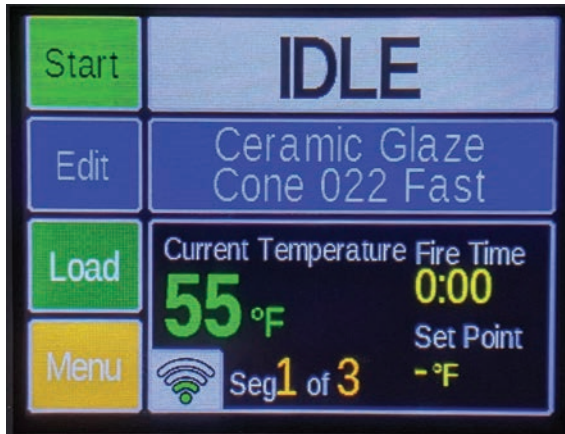 Start
IDLE
Edit
Ceramic Glaze
Cone 022 Fast
Load
Current Temperature
55 °F
Fire Time
0:00
Set Point
- °F
Menu
Seg 1 of 3